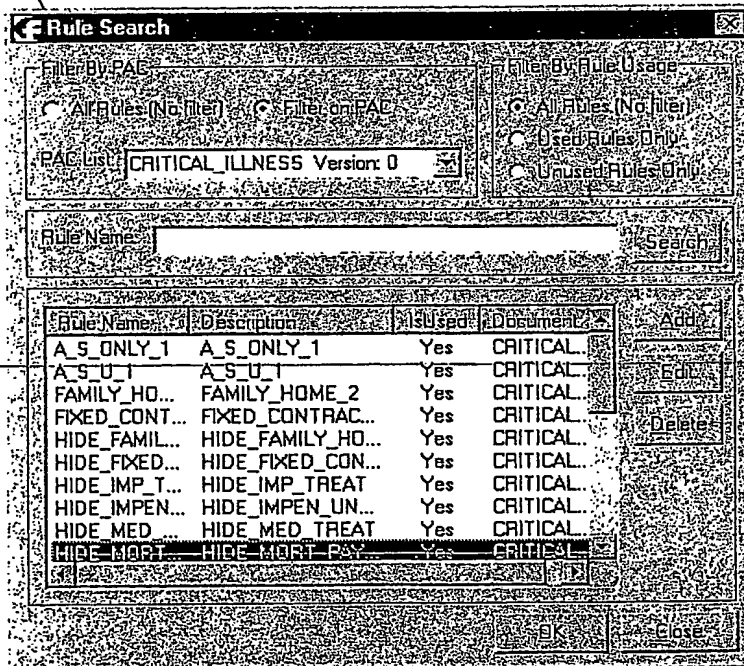 Rule Search
Filter By PAC
All Rules (No filter) Filter on PAC
PAC List: CRITICAL_ILLNESS Version: 0
Filter By Rule Usage
All Rules (No filter)
Used Rules Only
Unused Rules Only
Rule Name: Search
Rule Name Description IsUsed Document
A_S_ONLY_1 A_S_ONLY_1 Yes CRITICAL..
A_S_U_1 A_S_U_1 Yes CRITICAL..
FAMILY_HO... FAMILY_HOME_2 Yes CRITICAL..
FIXED_CONT... FIXED_CONTRAC... Yes CRITICAL..
HIDE_FAMIL... HIDE_FAMILY_HO... Yes CRITICAL..
HIDE_FIXED... HIDE_FIXED_CON... Yes CRITICAL..
HIDE_IMP_T... HIDE_IMP_TREAT Yes CRITICAL..
HIDE_IMPEN... HIDE_IMPEN_UN... Yes CRITICAL..
HIDE_MED_... HIDE_MED_TREAT Yes CRITICAL..
HIDE_MORT... HIDE_MORT_PAY... Yes CRITICAL..
Add
Edit
Delete
OK Close